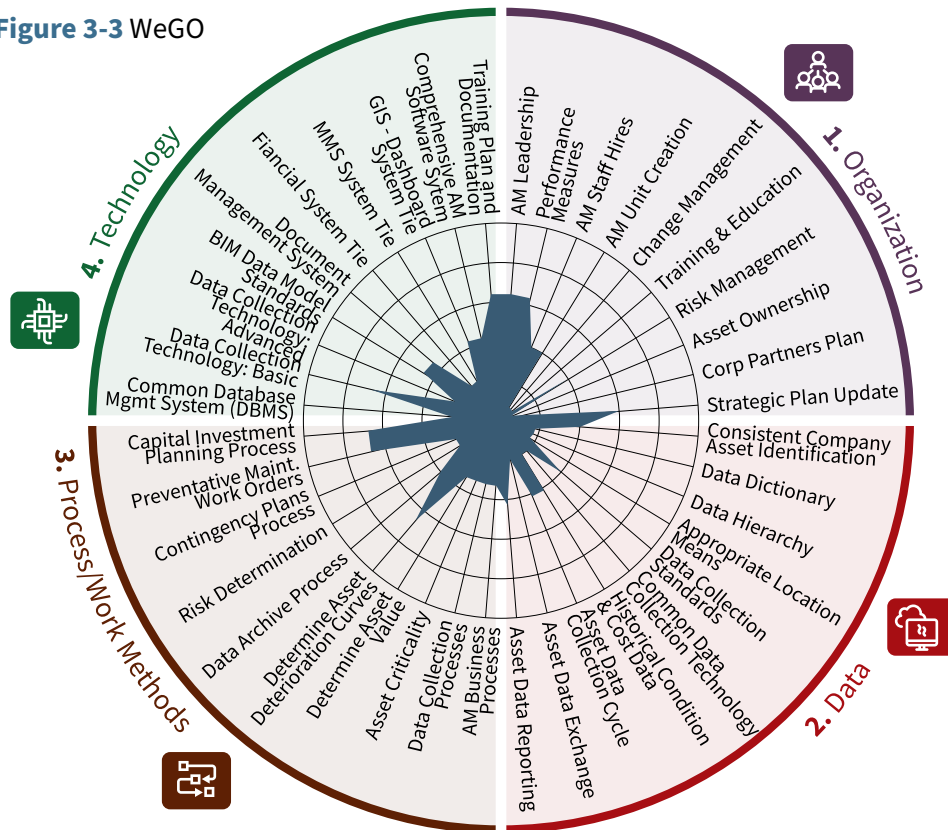 Figure 3-3 WeGO
1. Organization
AM Leadership
Performance
Measures
AM Staff Hires
AM Unit Creation
Change Management
Training & Education
Risk Management
Asset Ownership
Corp Partners Plan
Strategic Plan Update
2. Data
Consistent Company
Asset Identification
Data Dictionary
Data Hierarchy
Appropriate Location
Means
Data Collection
Standards
Common Data
Collection Technology
Historical Condition
& Cost Data
Asset Data
Collection Cycle
Asset Data Exchange
Asset Data Reporting
3. Process/Work Methods
AM Business
Processes
Data Collection
Processes
Asset Criticality
Determine Asset
Value
Determine Asset
Deterioration Curves
Data Archive Process
Risk Determination
Contingency Plans
Process
Preventative Maint.
Work Orders
Capital Investment
Planning Process
4. Technology
Common Database
Mgmt System (DBMS)
Data Collection
Technology: Basic
Data Collection
Technology:
Advanced
BIM Data Model
Standards
Document
Management System
Fiancial System Tie
MMS System Tie
GIS - Dashboard
System Tie
Comprehensive AM
Software Sytem
Training Plan and
Documentation